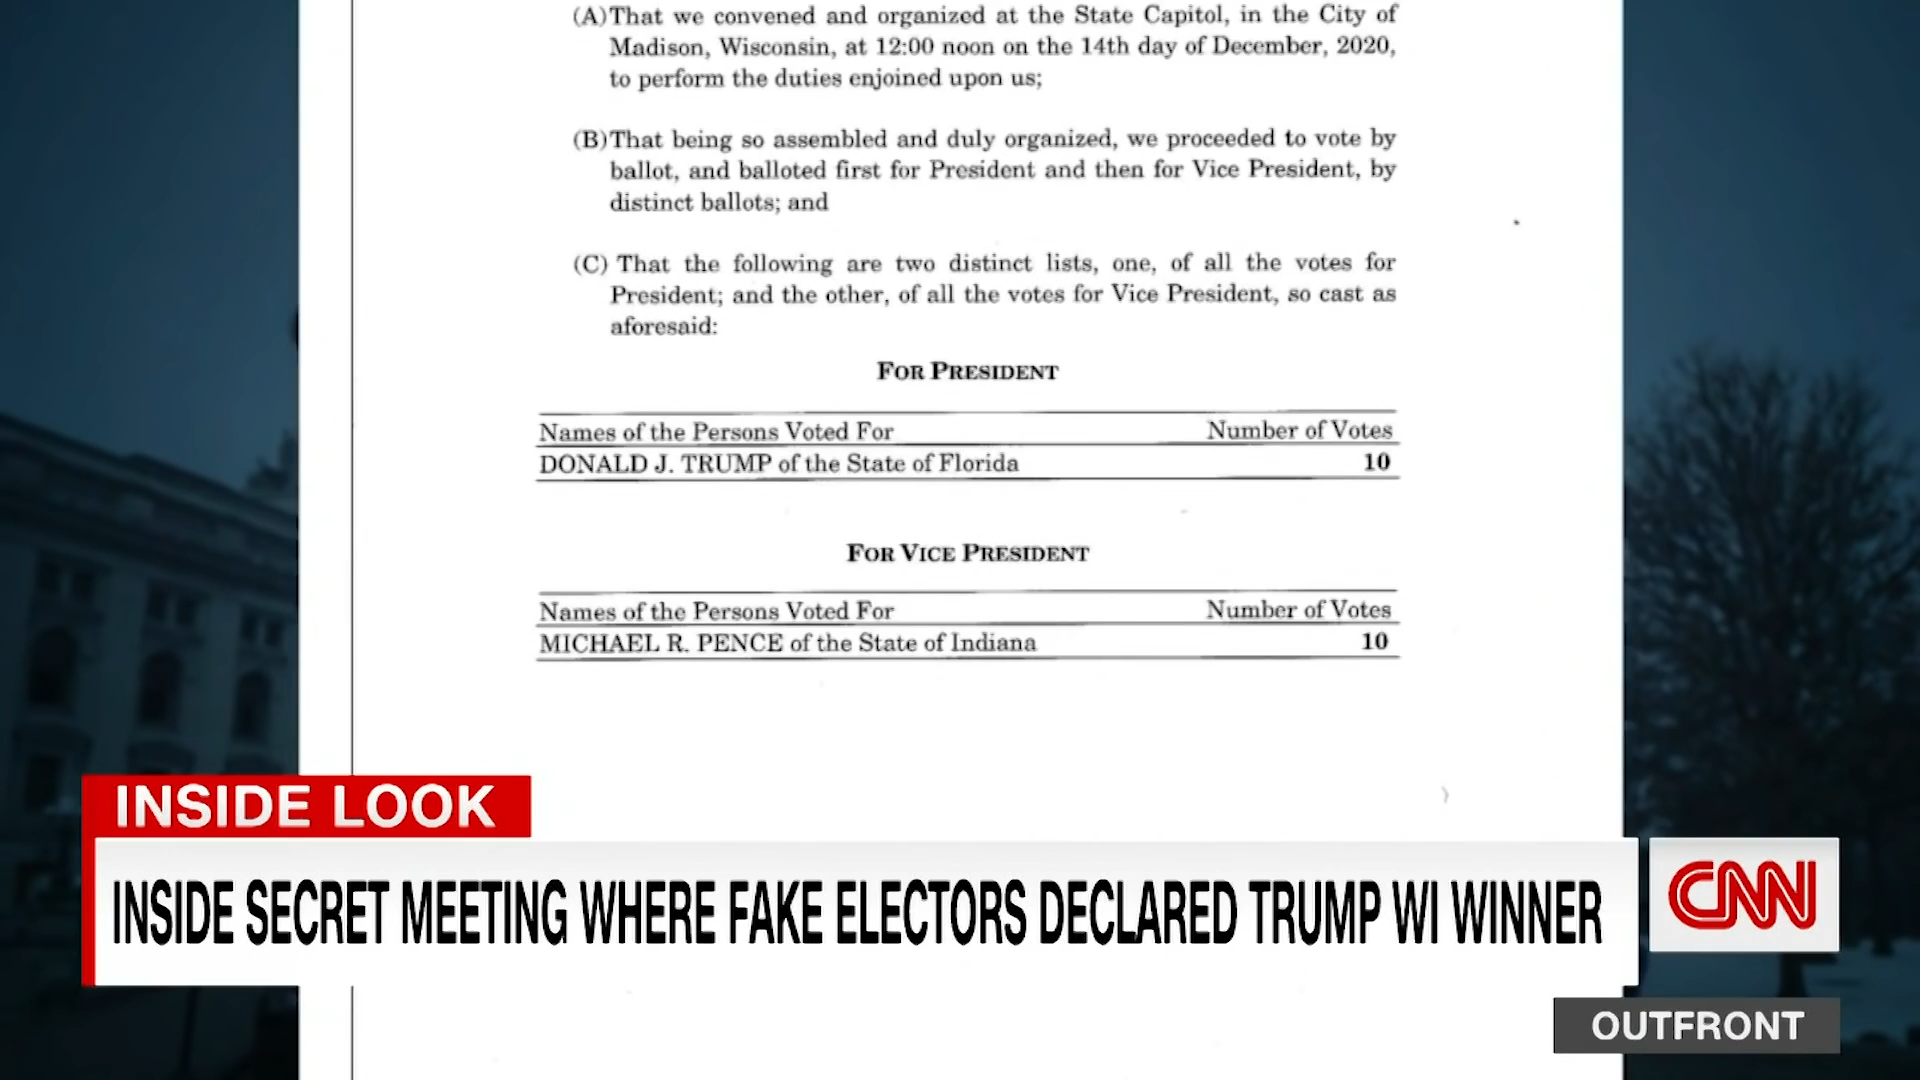 (A)That we convened and organized at the State Capitol, in the City of
Madison, Wisconsin, at 12:00 noon on the 14th day of December, 2020,
to perform the duties enjoined upon us;
(B)That being so assembled and duly organized, we proceeded to vote by
ballot, and balloted first for President and then for Vice President, by
distinct ballots; and
(C) That the following are two distinct lists, one, of all the votes for
President; and the other, of all the votes for Vice President, so cast as
aforesaid:
FOR PRESIDENT
Names of the Persons Voted For Number of Votes
DONALD J. TRUMP of the State of Florida 10
FOR VICE PRESIDENT
Names of the Persons Voted For Number of Votes
MICHAEL R. PENCE of the State of Indiana 10
INSIDE LOOK
INSIDE SECRET MEETING WHERE FAKE ELECTORS DECLARED TRUMP WI WINNER
CNN
OUTFRONT